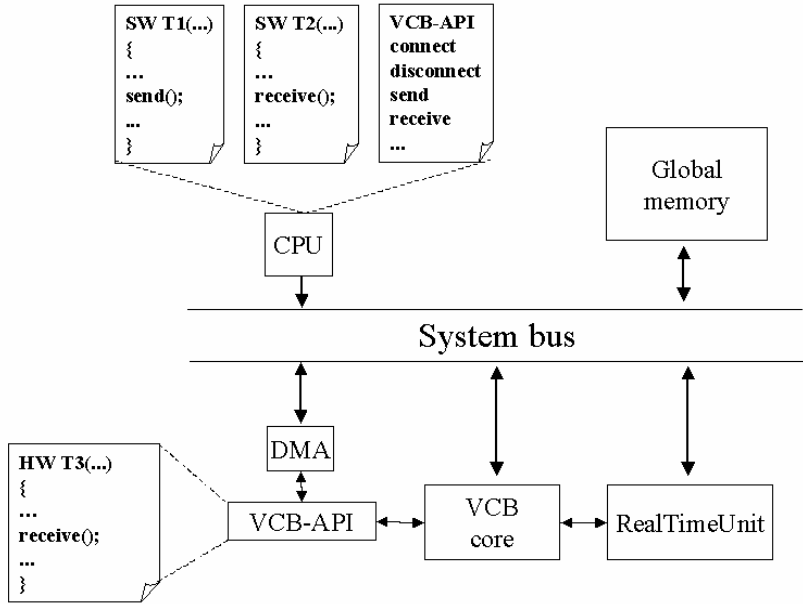 SW T1(...)
{
...
send();
...
}
SW T2(...)
{
...
receive();
...
}
VCB-API
connect
disconnect
send
receive
...
Global
memory
CPU
System bus
DMA
HW T3(...)
{
...
receive();
...
}
VCB-API
VCB
core
RealTimeUnit